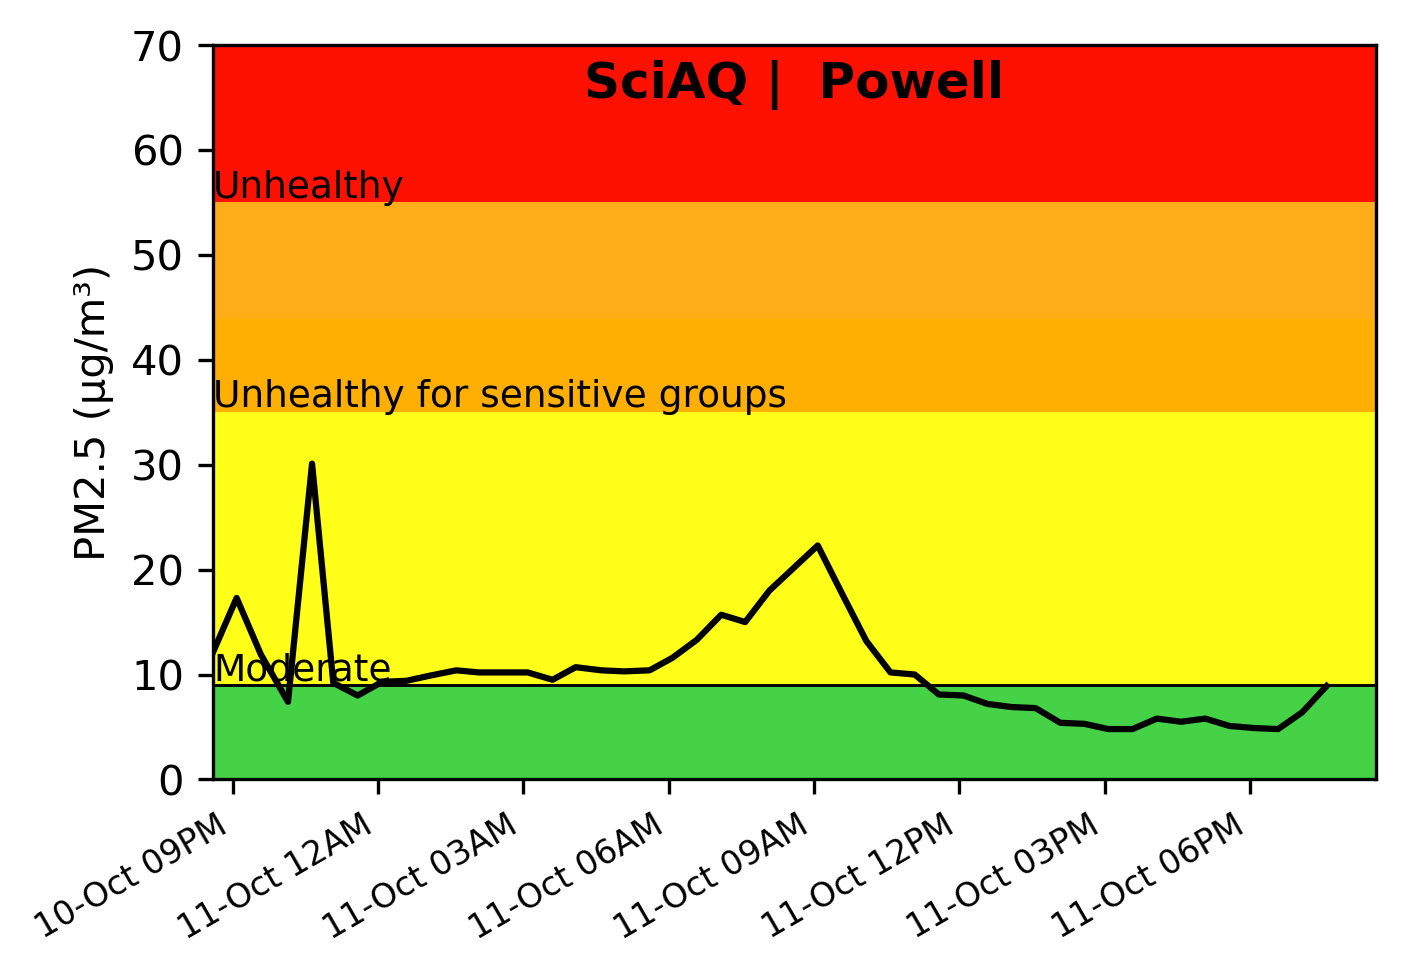 SciAQ | Powell
PM2.5 (µg/m³)
70
60
50
40
30
20
10
0
Unhealthy
Unhealthy for sensitive groups
Moderate
10-Oct 09PM
11-Oct 12AM
11-Oct 03AM
11-Oct 06AM
11-Oct 09AM
11-Oct 12PM
11-Oct 03PM
11-Oct 06PM